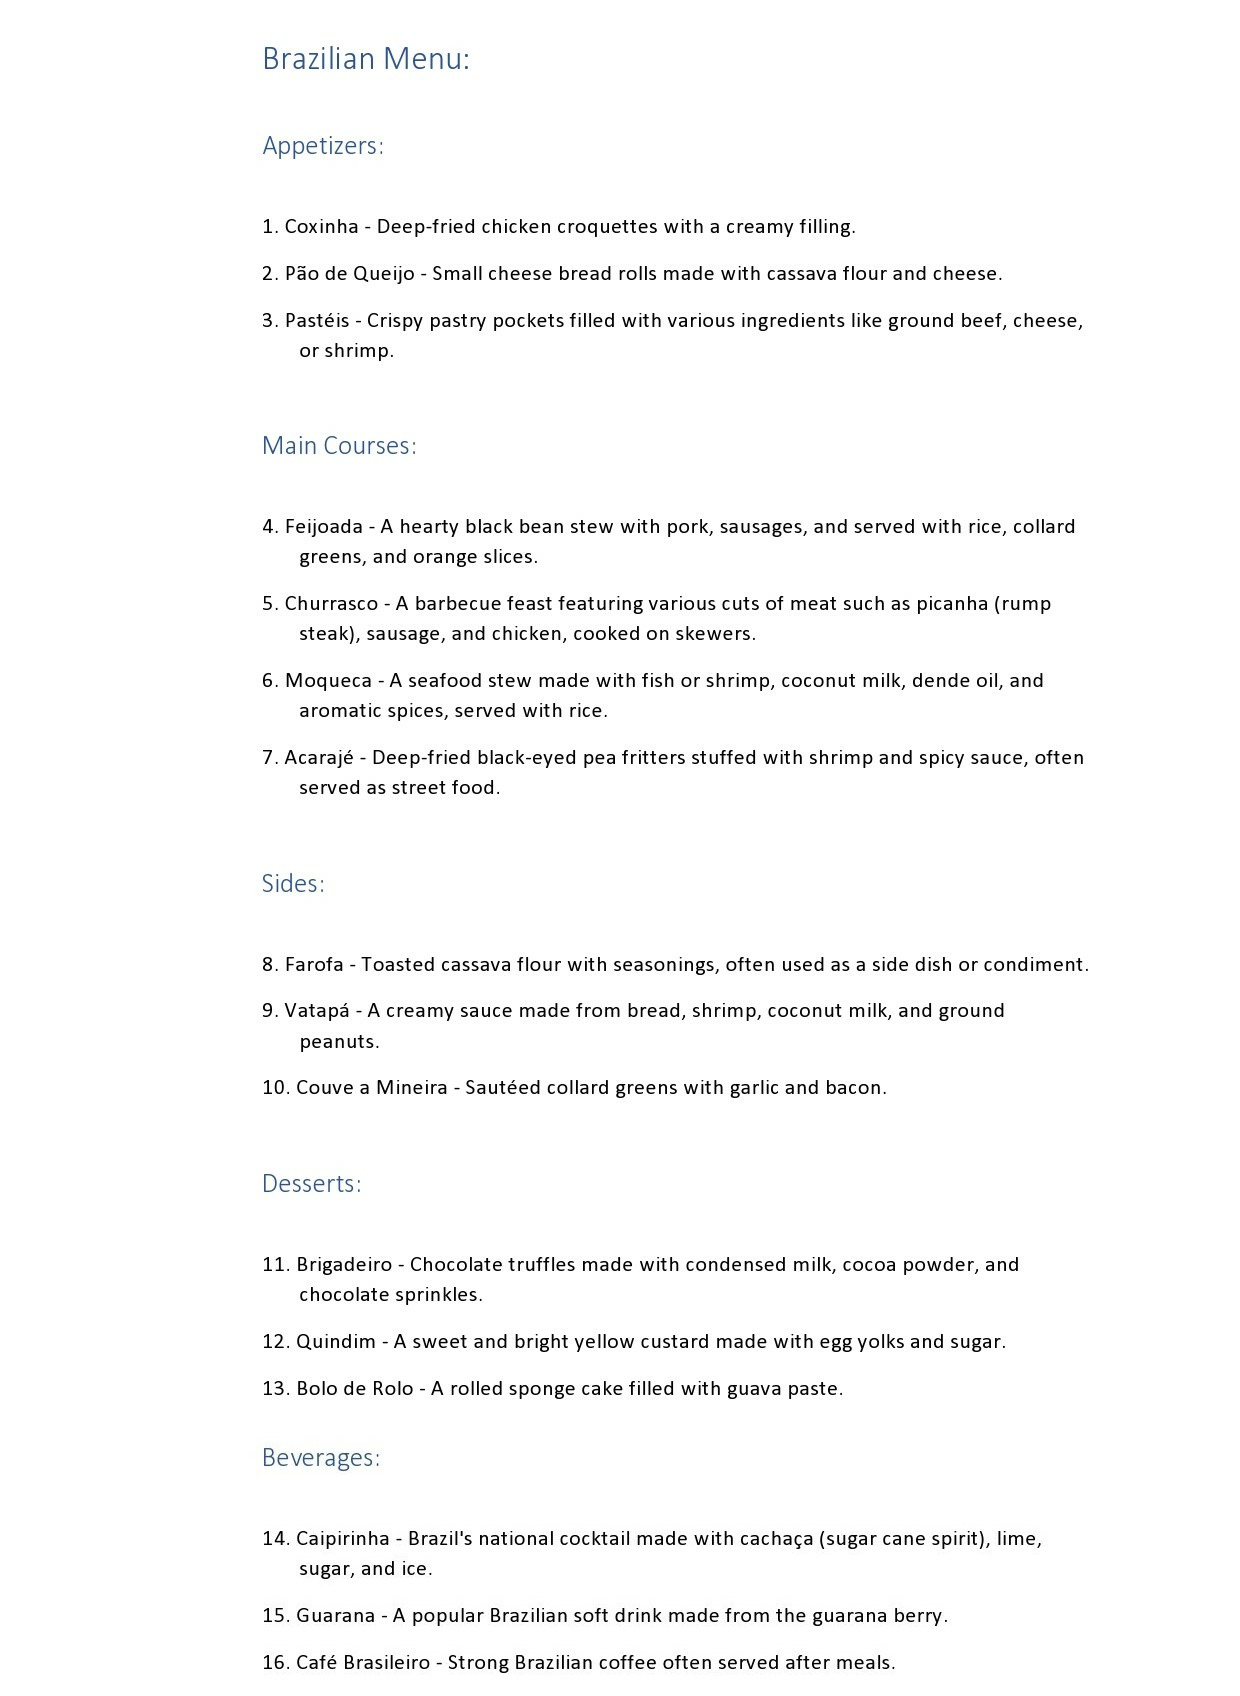 Brazilian Menu:
Appetizers:
1. Coxinha - Deep-fried chicken croquettes with a creamy filling.
2. Pão de Queijo - Small cheese bread rolls made with cassava flour and cheese.
3. Pastéis - Crispy pastry pockets filled with various ingredients like ground beef, cheese,
or shrimp.
Main Courses:
4. Feijoada - A hearty black bean stew with pork, sausages, and served with rice, collard
greens, and orange slices.
5. Churrasco - A barbecue feast featuring various cuts of meat such as picanha (rump
steak), sausage, and chicken, cooked on skewers.
6. Moqueca - A seafood stew made with fish or shrimp, coconut milk, dende oil, and
aromatic spices, served with rice.
7. Acarajé - Deep-fried black-eyed pea fritters stuffed with shrimp and spicy sauce, often
served as street food.
Sides:
8. Farofa - Toasted cassava flour with seasonings, often used as a side dish or condiment.
9. Vatapá - A creamy sauce made from bread, shrimp, coconut milk, and ground
peanuts.
10. Couve a Mineira - Sautéed collard greens with garlic and bacon.
Desserts:
11. Brigadeiro - Chocolate truffles made with condensed milk, cocoa powder, and
chocolate sprinkles.
12. Quindim - A sweet and bright yellow custard made with egg yolks and sugar.
13. Bolo de Rolo - A rolled sponge cake filled with guava paste.
Beverages:
14. Caipirinha - Brazil's national cocktail made with cachaça (sugar cane spirit), lime,
sugar, and ice.
15. Guarana - A popular Brazilian soft drink made from the guarana berry.
16. Café Brasileiro - Strong Brazilian coffee often served after meals.